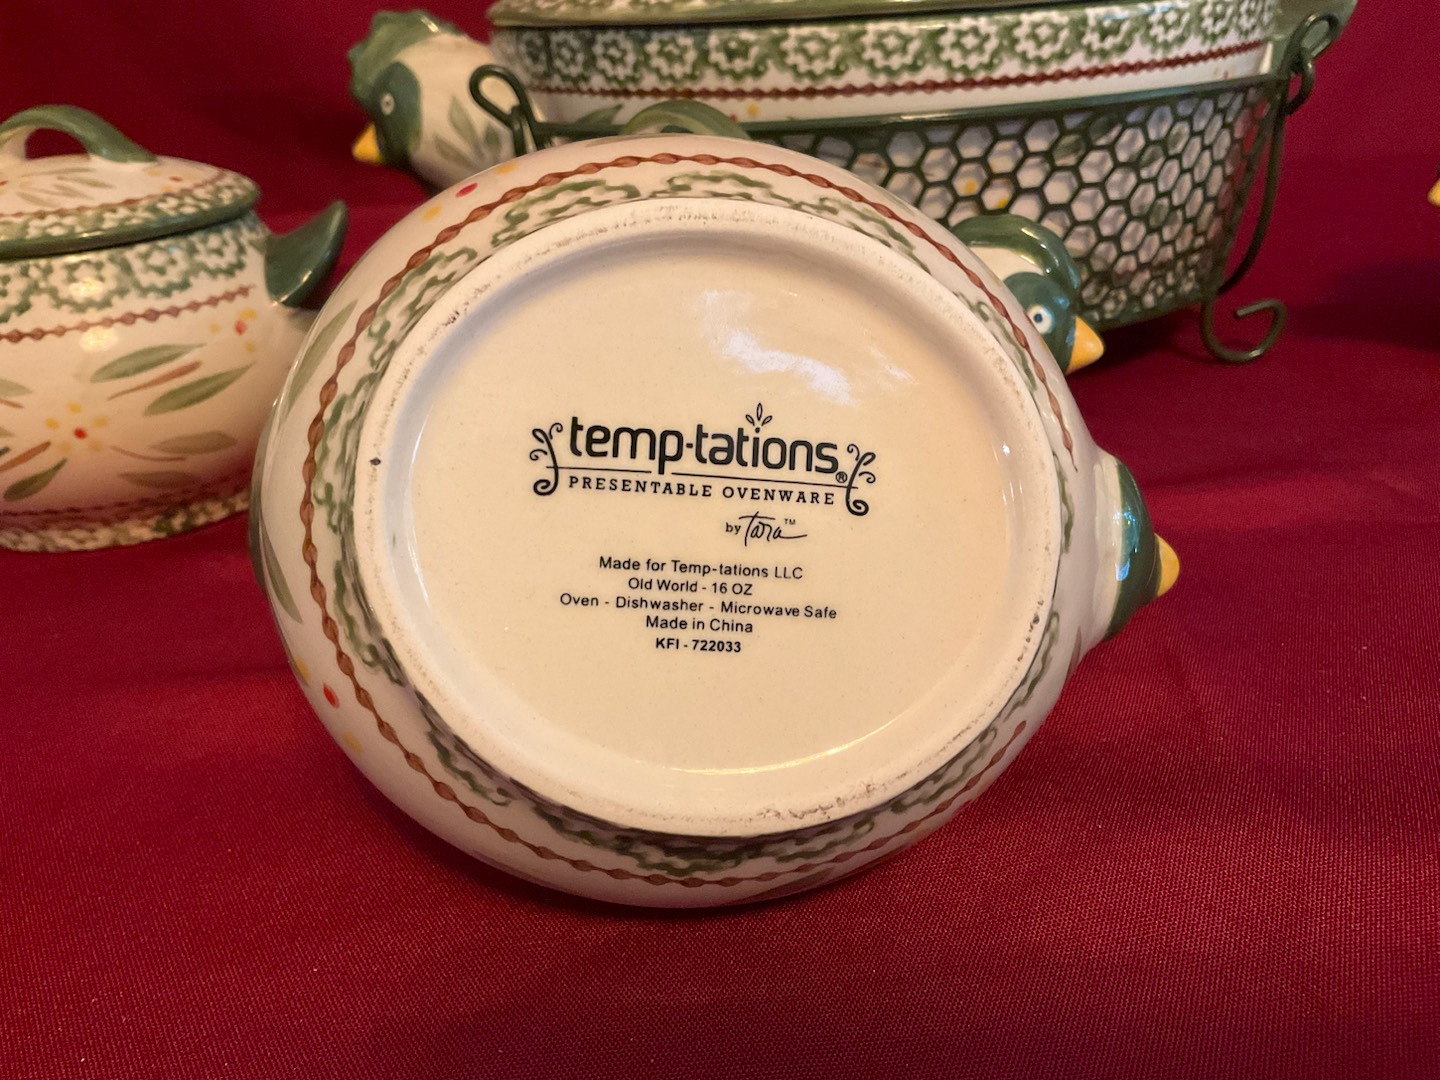 temp-tations®
PRESENTABLE OVENWARE
by Tara™
Made for Temp-tations LLC
Old World - 16 OZ
Oven - Dishwasher - Microwave Safe
Made in China
KFI - 722033